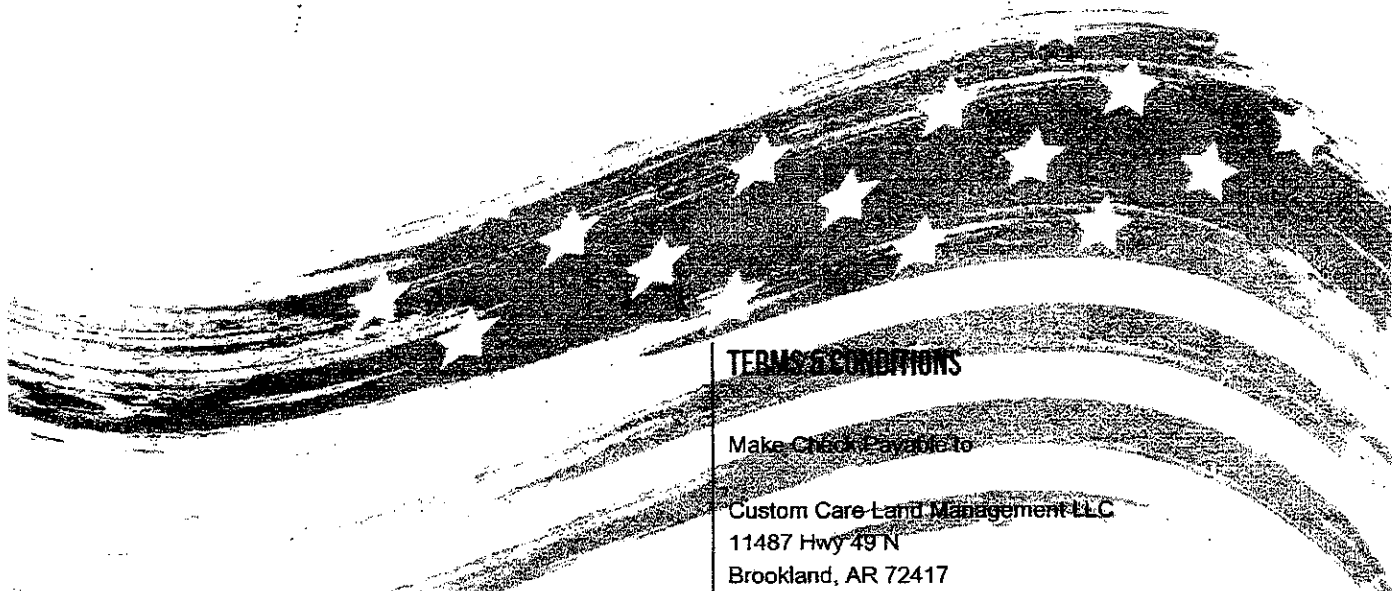 TERMS & CONDITIONS
Make Check Payable to
Custom Care Land Management LLC
11487 Hwy 49 N
Brookland, AR 72417